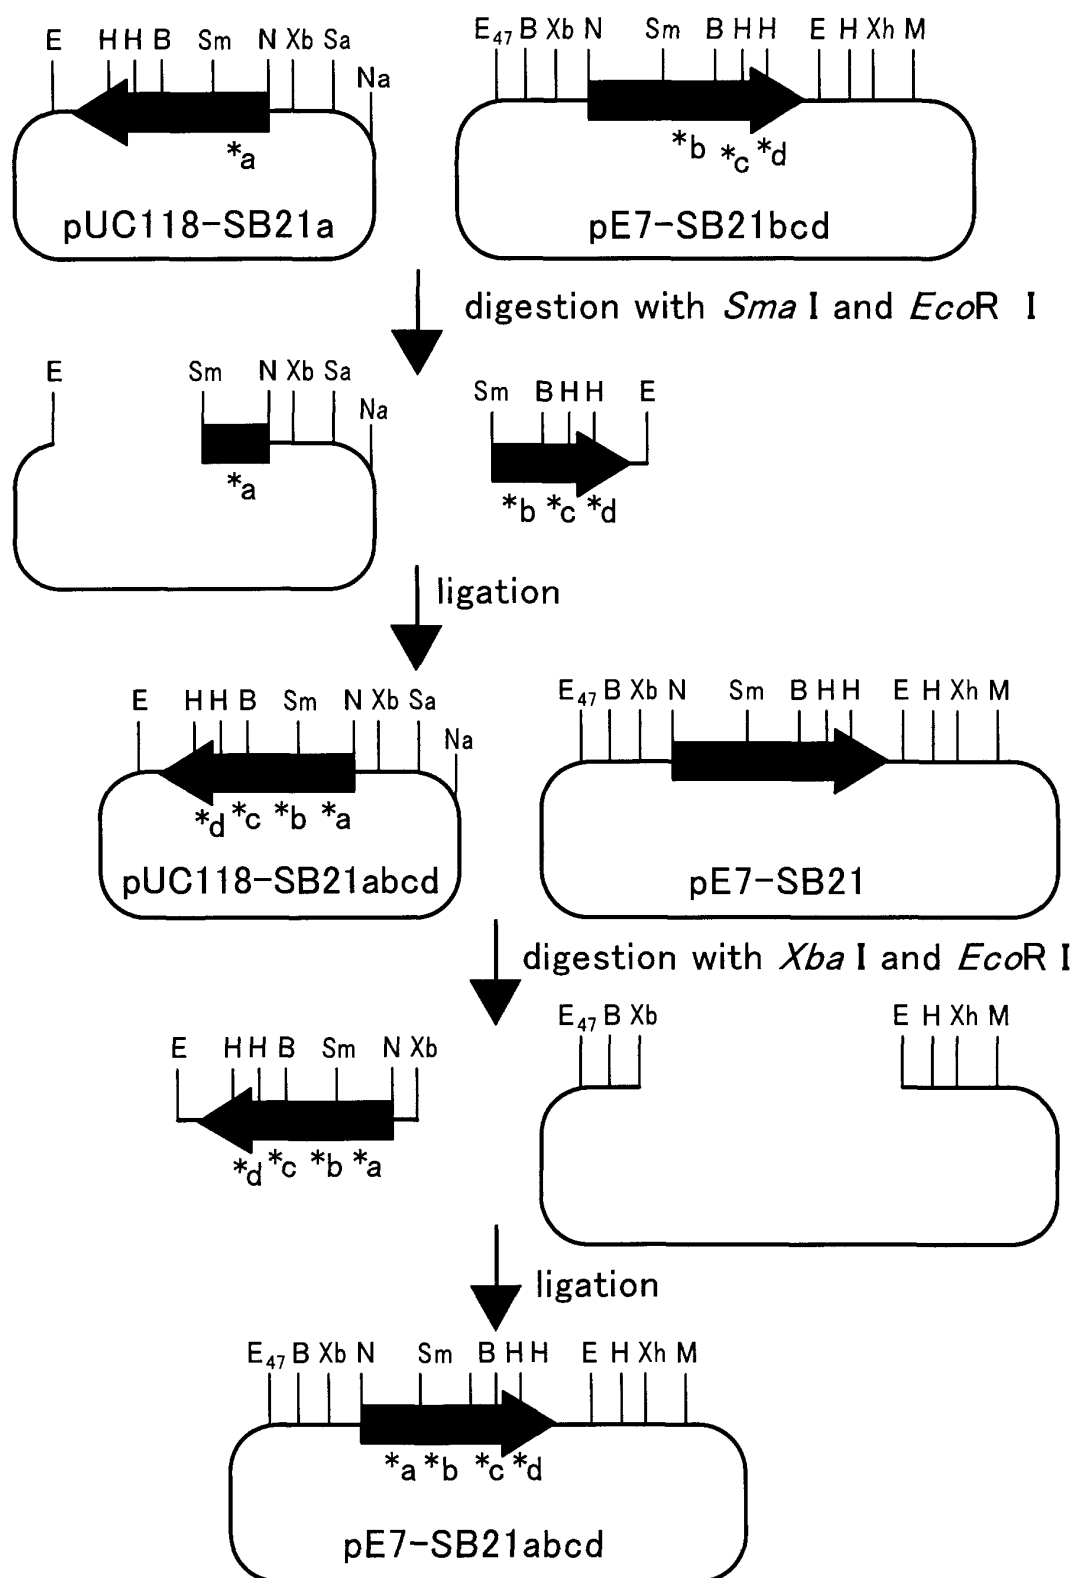 E H H B Sm N Xb Sa
Na
*a
pUC118-SB21a
E47 B Xb N Sm B H H E H Xh M
*b *c *d
pE7-SB21bcd
digestion with Sma I and EcoR I
E Sm N Xb Sa
Na
*a
Sm B H H E
*b *c *d
ligation
E H H B Sm N Xb Sa
Na
*d *c *b *a
pUC118-SB21abcd
E47 B Xb N Sm B H H E H Xh M
pE7-SB21
digestion with Xba I and EcoR I
E H H B Sm N Xb
*d *c *b *a
E47 B Xb E H Xh M
ligation
E47 B Xb N Sm B H H E H Xh M
*a *b *c *d
pE7-SB21abcd